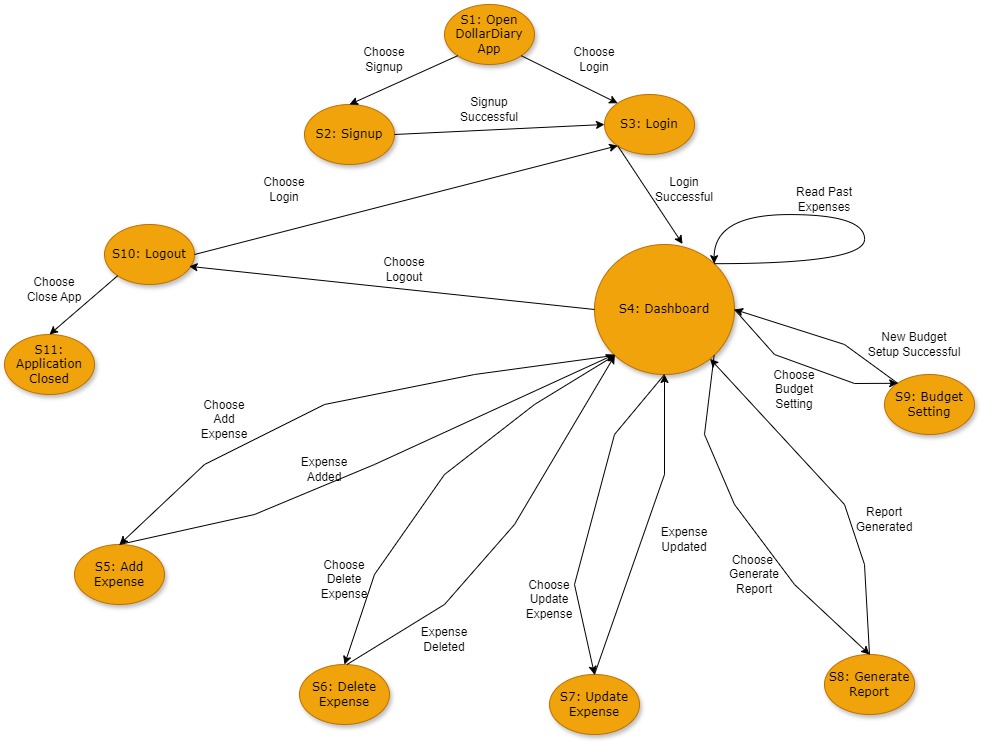 S1: Open
DollarDiary
App
Choose
Signup
Choose
Login
S2: Signup
Signup
Successful
S3: Login
Choose
Login
Login
Successful
Read Past
Expenses
S10: Logout
Choose
Logout
Choose
Close App
S4: Dashboard
S11:
Application
Closed
New Budget
Setup Successful
Choose
Budget
Setting
S9: Budget
Setting
Choose
Add
Expense
Expense
Added
S5: Add
Expense
Choose
Delete
Expense
Expense
Deleted
S6: Delete
Expense
Choose
Update
Expense
Expense
Updated
S7: Update
Expense
Choose
Generate
Report
Report
Generated
S8: Generate
Report